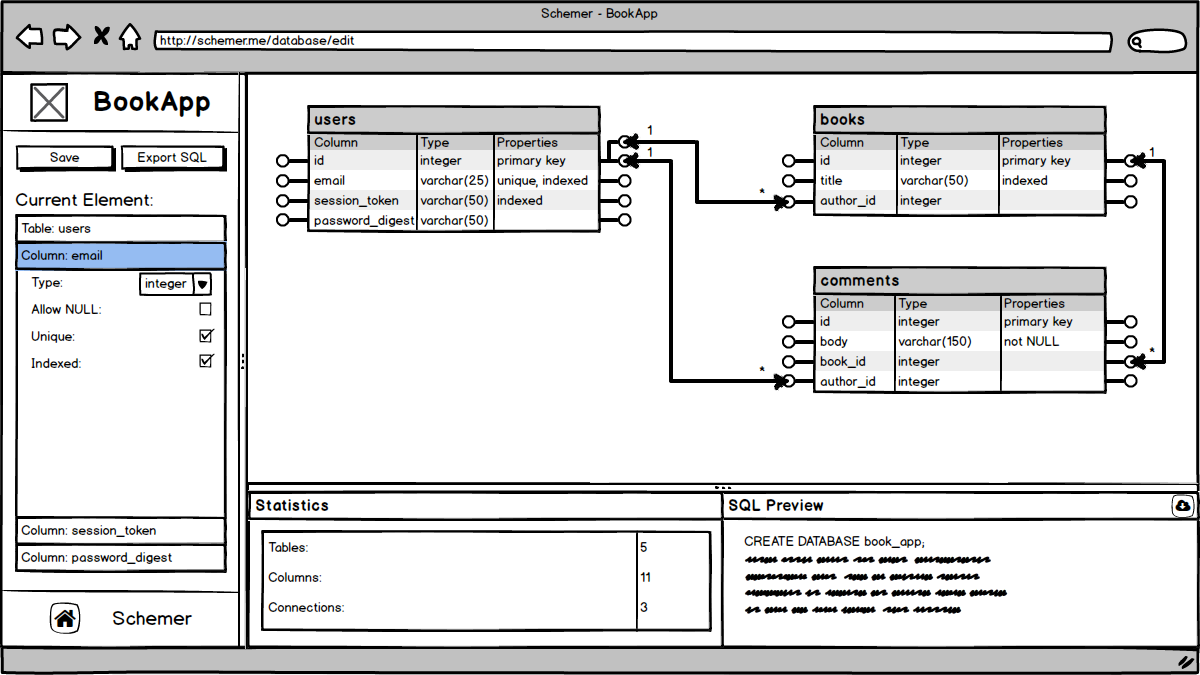 Schemer - BookApp
http://schemer.me/database/edit
BookApp
Save
Export SQL
Current Element:
Table: users
Column: email
Type:
integer
Allow NULL:
Unique:
Indexed:
Column: session_token
Column: password_digest
Schemer
users
Column Type Properties
id integer primary key
email varchar(25) unique, indexed
session_token varchar(50) indexed
password_digest varchar(50)
1
1
*
*
books
Column Type Properties
id integer primary key
title varchar(50) indexed
author_id integer
1
comments
Column Type Properties
id integer primary key
body varchar(150) not NULL
book_id integer
author_id integer
*
Statistics
Tables: 5
Columns: 11
Connections: 3
SQL Preview
CREATE DATABASE book_app;